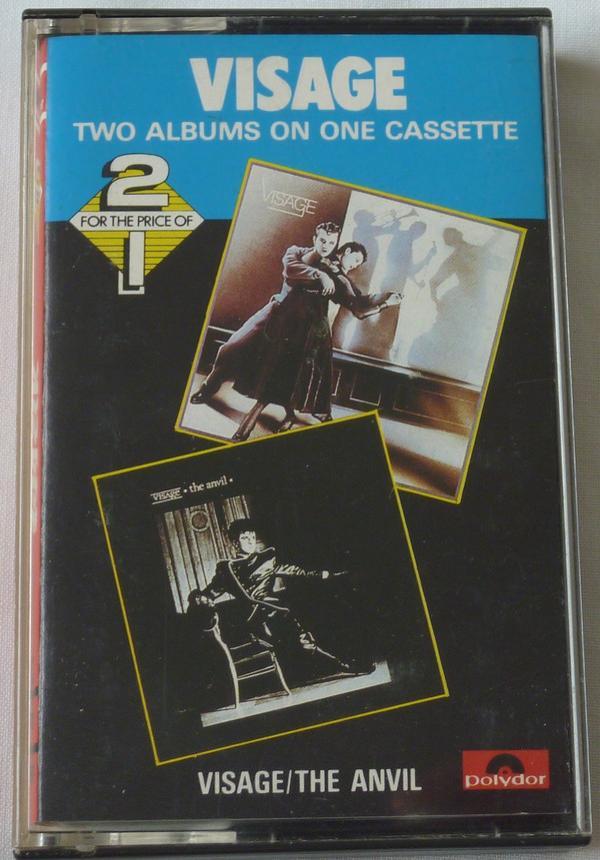 VISAGE
TWO ALBUMS ON ONE CASSETTE
2
FOR THE PRICE OF
1
VISAGE
VISAGE • the anvil •
VISAGE/THE ANVIL
polydor